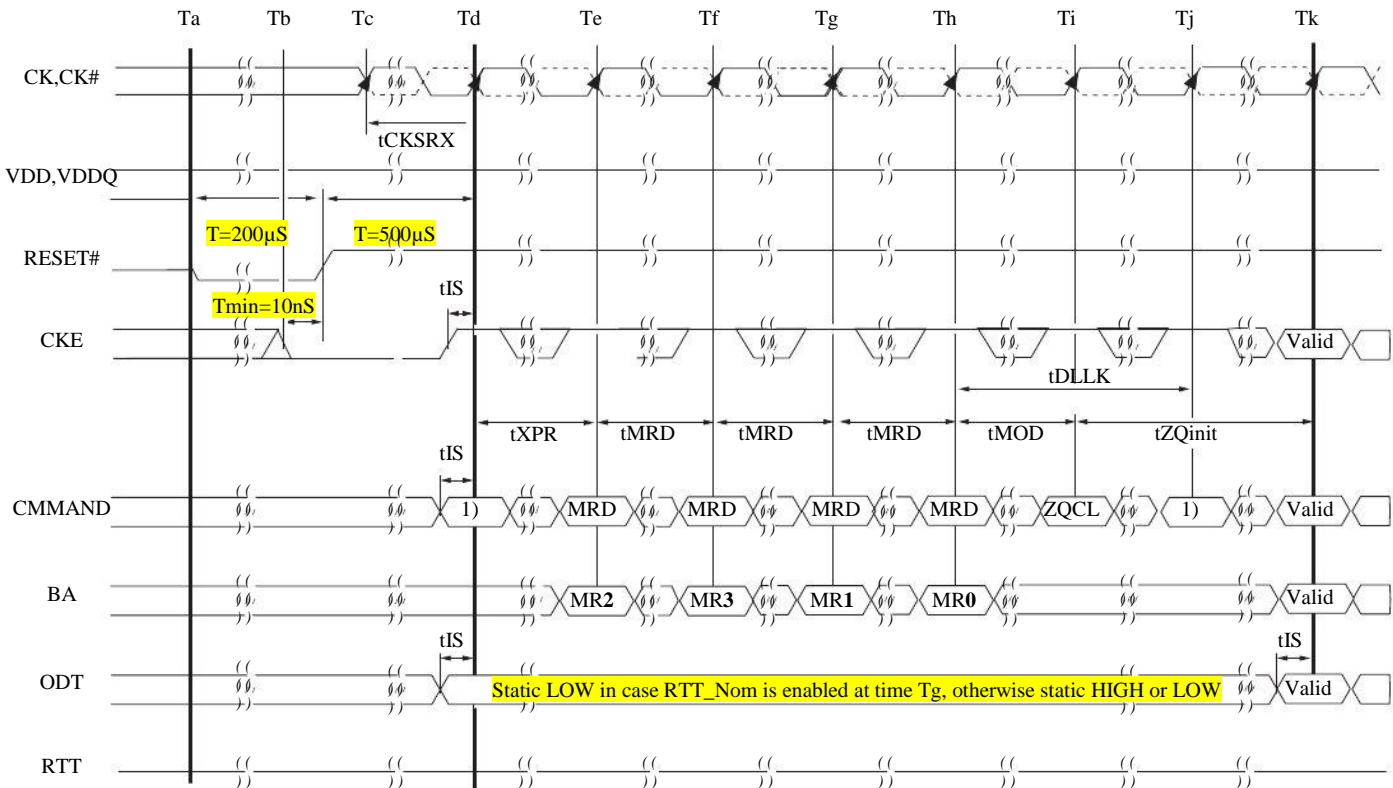 Ta Tb Tc Td Te Tf Tg Th Ti Tj Tk
CK,CK#
tCKSRX
VDD,VDDQ
T=200µS T=500µS
RESET#
Tmin=10nS tIS
CKE Valid
tDLLK
tXPR tMRD tMRD tMRD tMOD tZQinit
tIS
CMMAND 1) MRD MRD MRD MRD ZQCL 1) Valid
BA MR2 MR3 MR1 MR0 Valid
tIS tIS
ODT Static LOW in case RTT_Nom is enabled at time Tg, otherwise static HIGH or LOW Valid
RTT